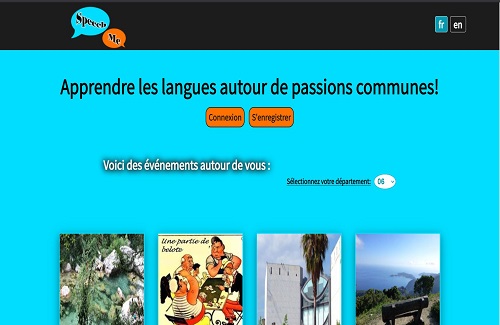 Speech
Me
fr en
Apprendre les langues autour de passions communes!
Connexion S'enregistrer
Voici des événements autour de vous :
Sélectionnez votre département: 06
Une partie de
belote